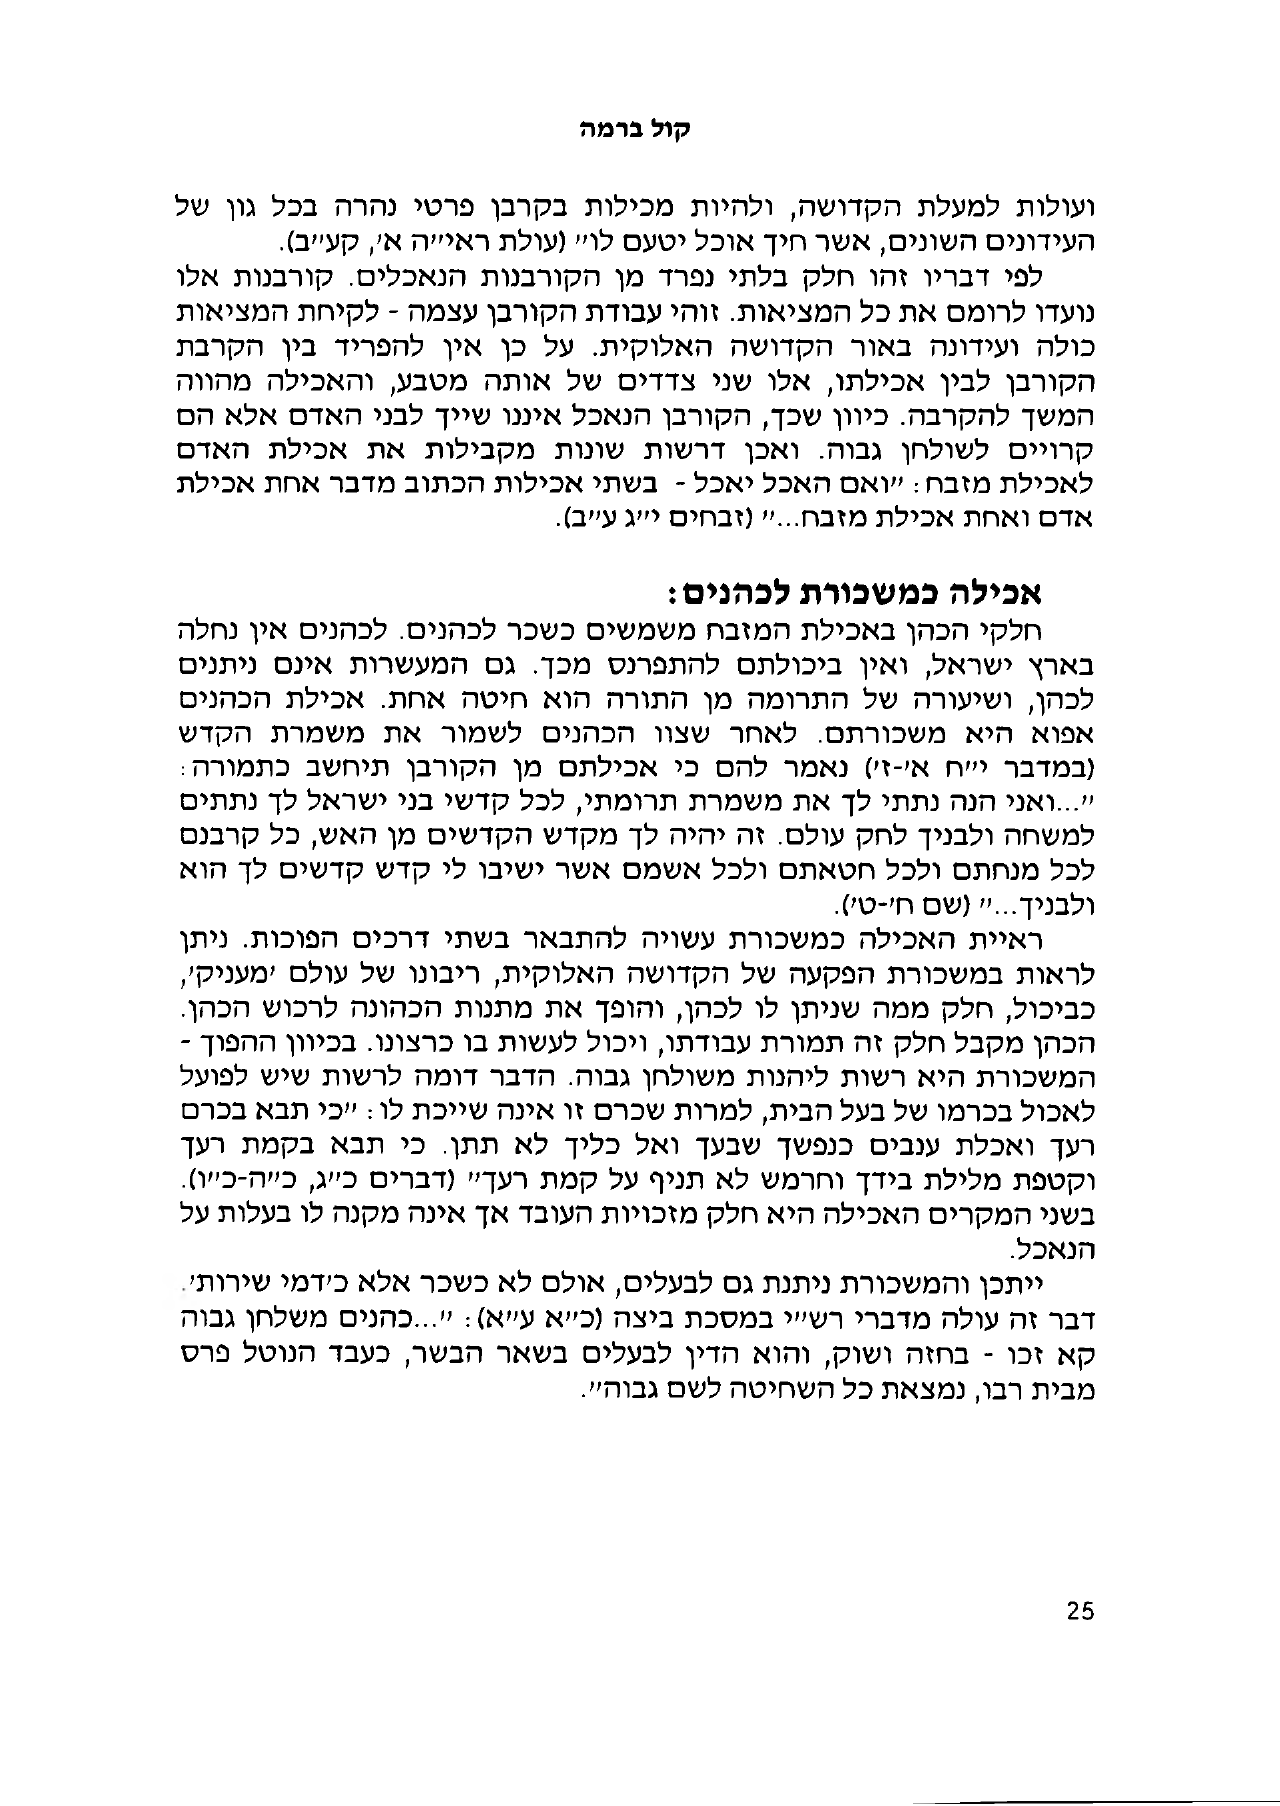 קול ברמה
ועולות למעלת הקדושה, ולהיות מכילות בקרבן פרטי נהרה בכל גון של
העידונים השונים, אשר חיך אוכל יטעם לו" (עולת ראי"ה א', קע"ב).
לפי דבריו זהו חלק בלתי נפרד מן הקורבנות הנאכלים. קורבנות אלו
נועדו לרומם את כל המציאות. זוהי עבודת הקורבן עצמה - לקיחת המציאות
כולה ועידונה באור הקדושה האלוקית. על כן אין להפריד בין הקרבת
הקורבן לבין אכילתו, אלו שני צדדים של אותה מטבע, והאכילה מהווה
המשך להקרבה. כיוון שכך, הקורבן הנאכל איננו שייך לבני האדם אלא הם
קרויים לשולחן גבוה. ואכן דרשות שונות מקבילות את אכילת האדם
לאכילת מזבח: "ואם האכל יאכל - בשתי אכילות הכתוב מדבר אחת אכילת
אדם ואחת אכילת מזבח..." (זבחים י"ג ע"ב).
אכילה כמשכורת לכהנים:
חלקי הכהן באכילת המזבח משמשים כשכר לכהנים. לכהנים אין נחלה
בארץ ישראל, ואין ביכולתם להתפרנס מכך. גם המעשרות אינם ניתנים
לכהן, ושיעורה של התרומה מן התורה הוא חיטה אחת. אכילת הכהנים
אפוא היא משכורתם. לאחר שצוו הכהנים לשמור את משמרת הקדש
(במדבר י"ח א'-ז') נאמר להם כי אכילתם מן הקורבן תיחשב כתמורה:
"...ואני הנה נתתי לך את משמרת תרומתי, לכל קדשי בני ישראל לך נתתים
למשחה ולבניך לחק עולם. זה יהיה לך מקדש הקדשים מן האש, כל קרבנם
לכל מנחתם ולכל חטאתם ולכל אשמם אשר ישיבו לי קדש קדשים לך הוא
ולבניך..." (שם ח'-ט').
ראיית האכילה כמשכורת עשויה להתבאר בשתי דרכים הפוכות. ניתן
לראות במשכורת הפקעה של הקדושה האלוקית, ריבונו של עולם 'מעניק',
כביכול, חלק ממה שניתן לו לכהן, והופך את מתנות הכהונה לרכוש הכהן.
הכהן מקבל חלק זה תמורת עבודתו, ויכול לעשות בו כרצונו. בכיוון ההפוך -
המשכורת היא רשות ליהנות משולחן גבוה. הדבר דומה לרשות שיש לפועל
לאכול בכרמו של בעל הבית, למרות שכרם זו אינה שייכת לו: "כי תבא בכרם
רעך ואכלת ענבים כנפשך שבעך ואל כליך לא תתן. כי תבא בקמת רעך
וקטפת מלילת בידך וחרמש לא תניף על קמת רעך" (דברים כ"ג, כ"ה-כ"ו).
בשני המקרים האכילה היא חלק מזכויות העובד אך אינה מקנה לו בעלות על
הנאכל.
ייתכן והמשכורת ניתנת גם לבעלים, אולם לא כשכר אלא כ'דמי שירות'.
דבר זה עולה מדברי רש"י במסכת ביצה (כ"א ע"א): "...כהנים משלחן גבוה
קא זכו - בחזה ושוק, והוא הדין לבעלים בשאר הבשר, כעבד הנוטל פרס
מבית רבו, נמצאת כל השחיטה לשם גבוה".
25